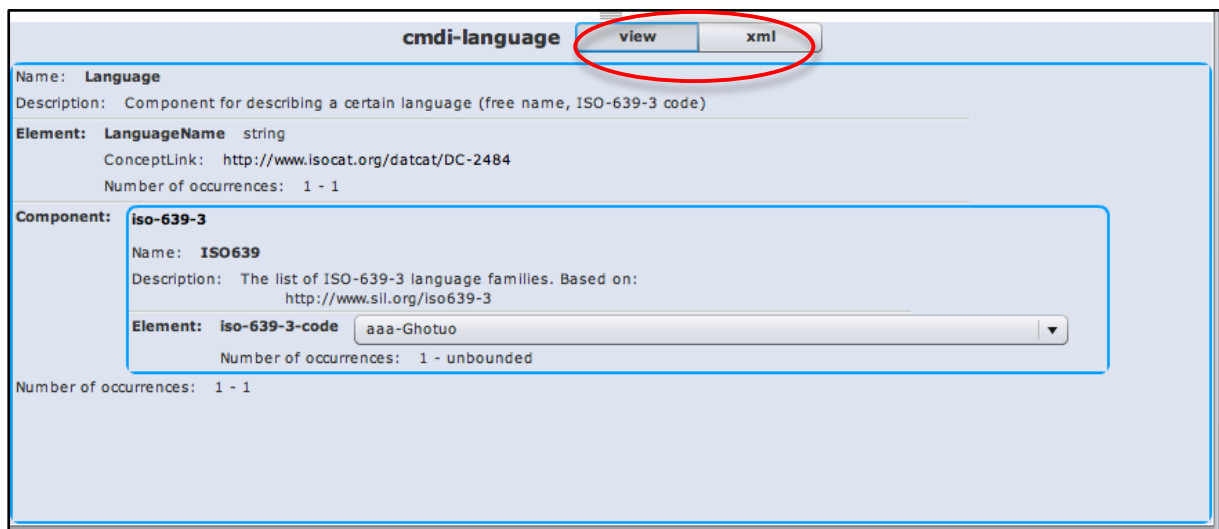 cmdi-language view xml
Name: Language
Description: Component for describing a certain language (free name, ISO-639-3 code)
Element: LanguageName string
ConceptLink: http://www.isocat.org/datcat/DC-2484
Number of occurrences: 1 - 1
Component: iso-639-3
Name: ISO639
Description: The list of ISO-639-3 language families. Based on:
http://www.sil.org/iso639-3
Element: iso-639-3-code aaa-Ghotuo
Number of occurrences: 1 - unbounded
Number of occurrences: 1 - 1